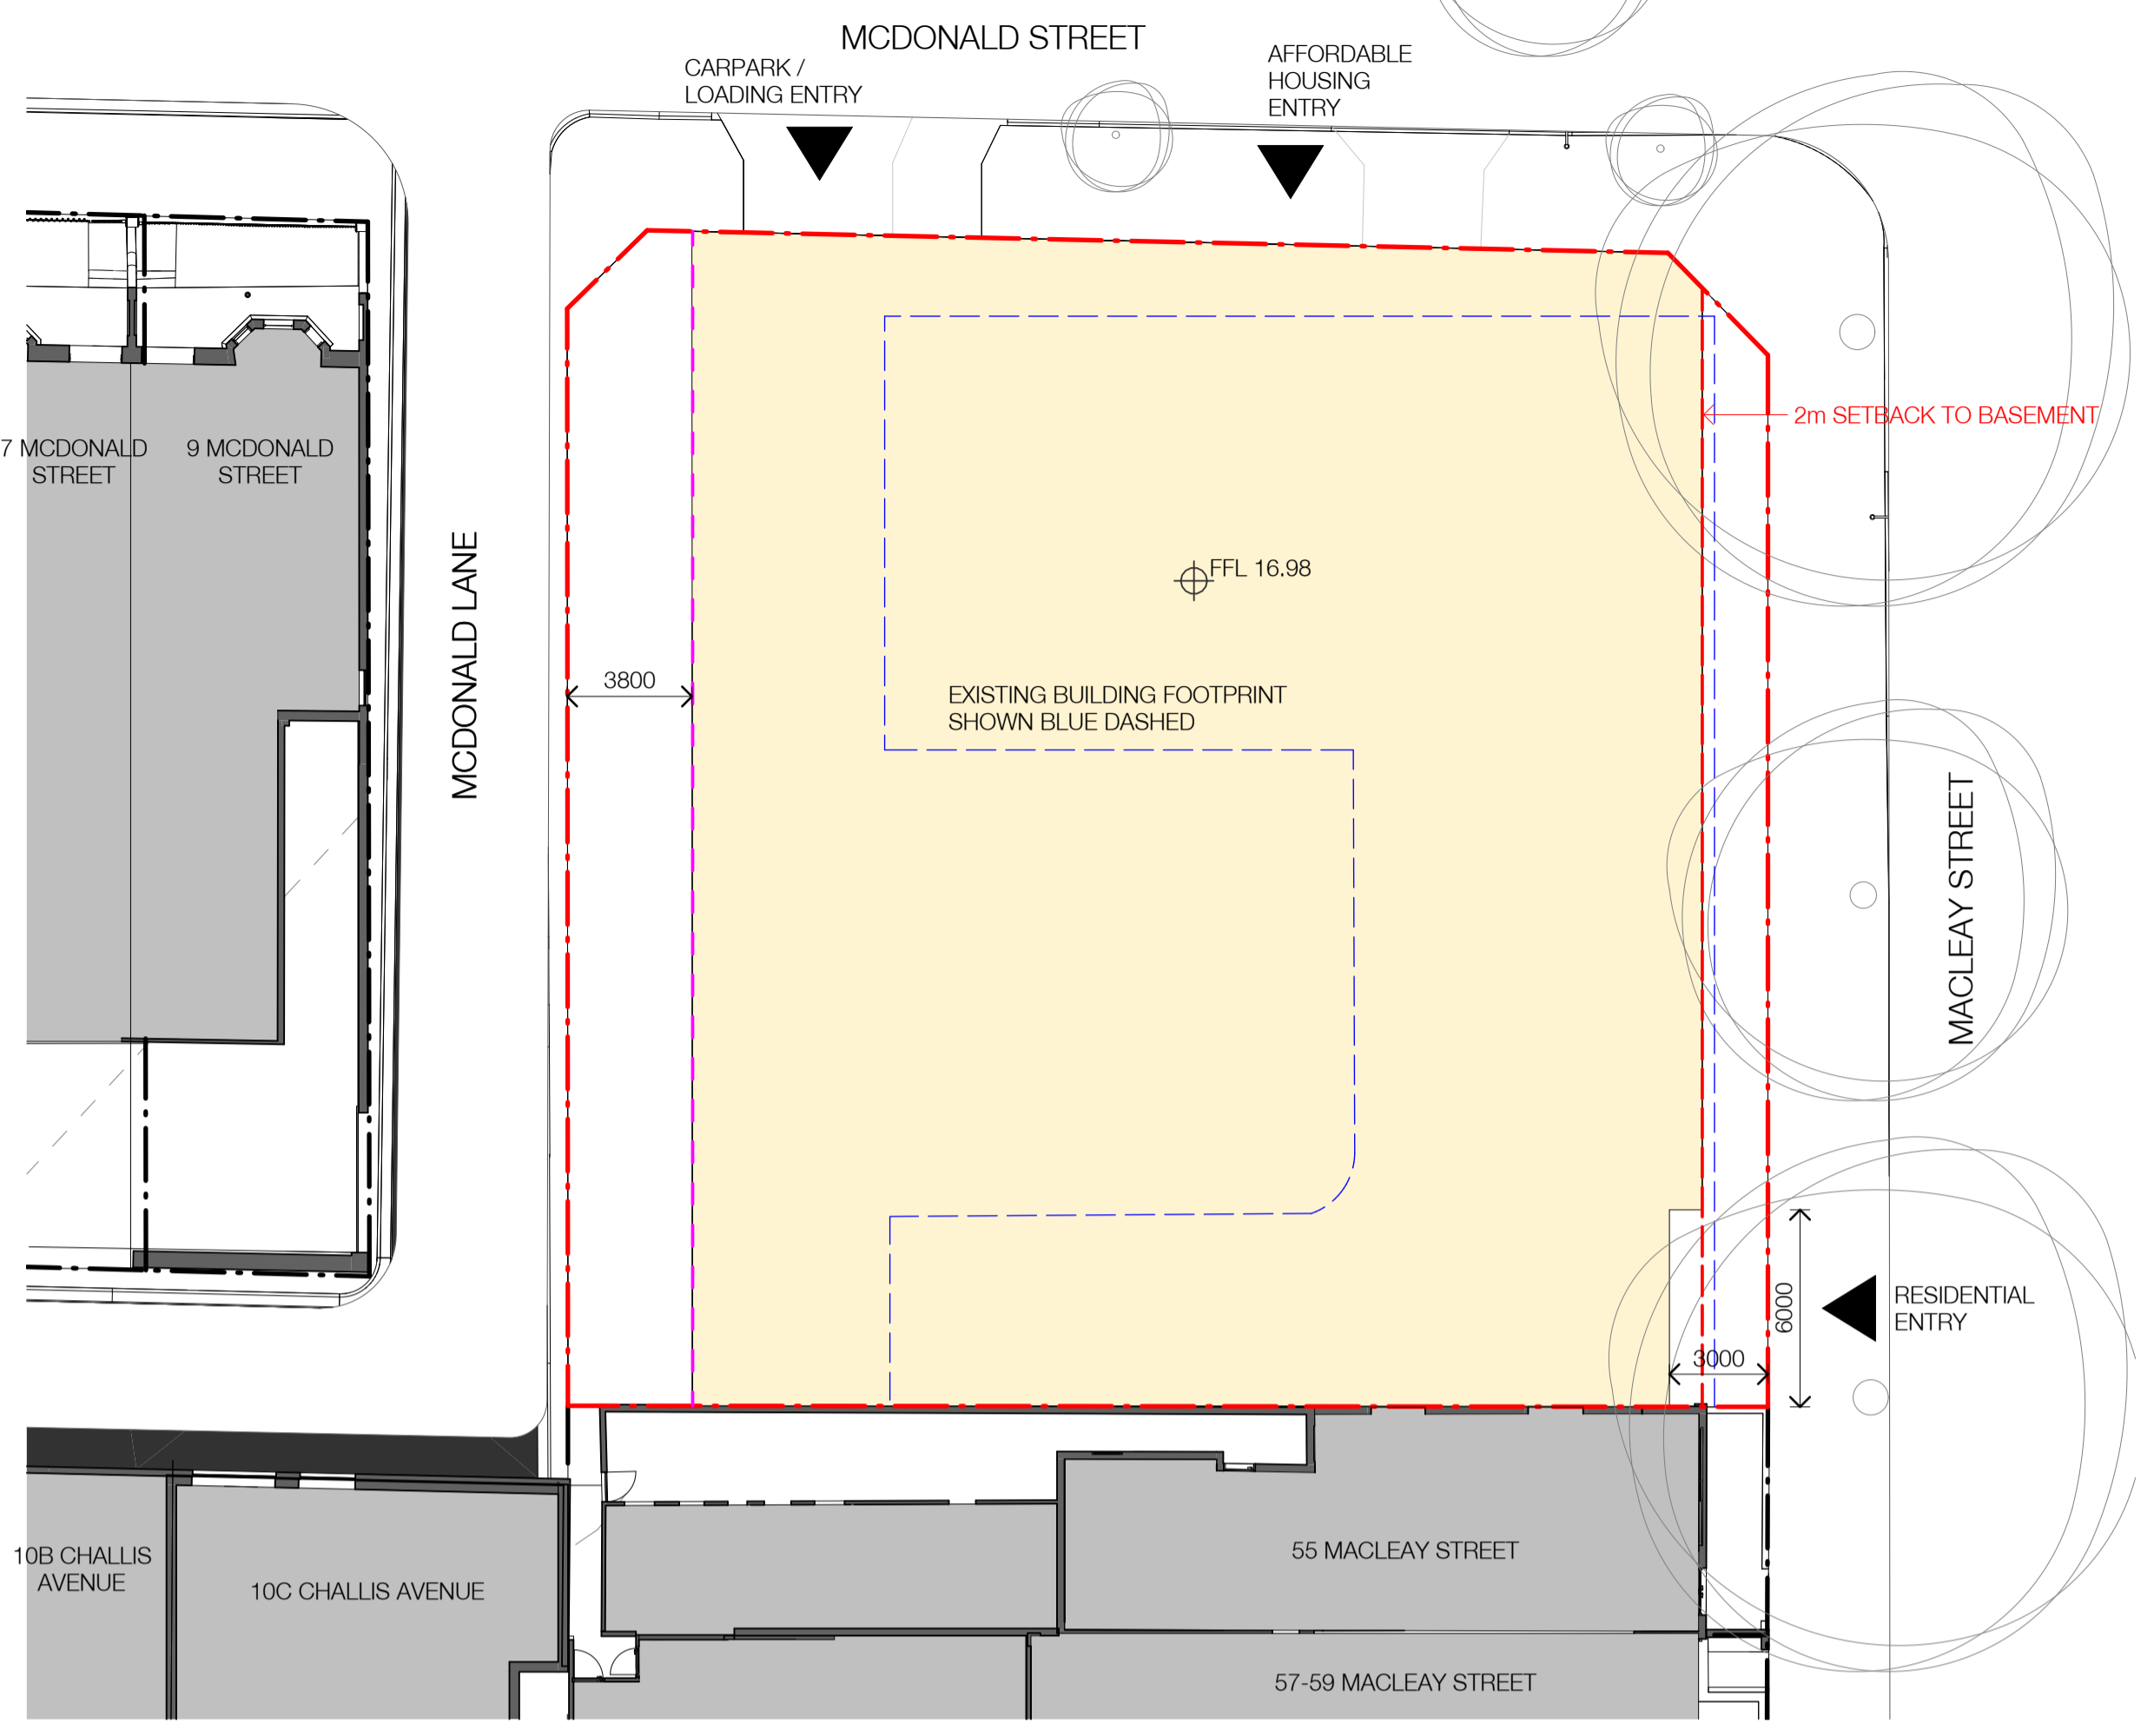 MCDONALD STREET
CARPARK /
LOADING ENTRY
AFFORDABLE
HOUSING
ENTRY
7 MCDONALD
STREET
9 MCDONALD
STREET
2m SETBACK TO BASEMENT
MCDONALD LANE
FFL 16.98
3800
EXISTING BUILDING FOOTPRINT
SHOWN BLUE DASHED
MACLEAY STREET
6000
RESIDENTIAL
ENTRY
3000
10B CHALLIS
AVENUE
10C CHALLIS AVENUE
55 MACLEAY STREET
57-59 MACLEAY STREET